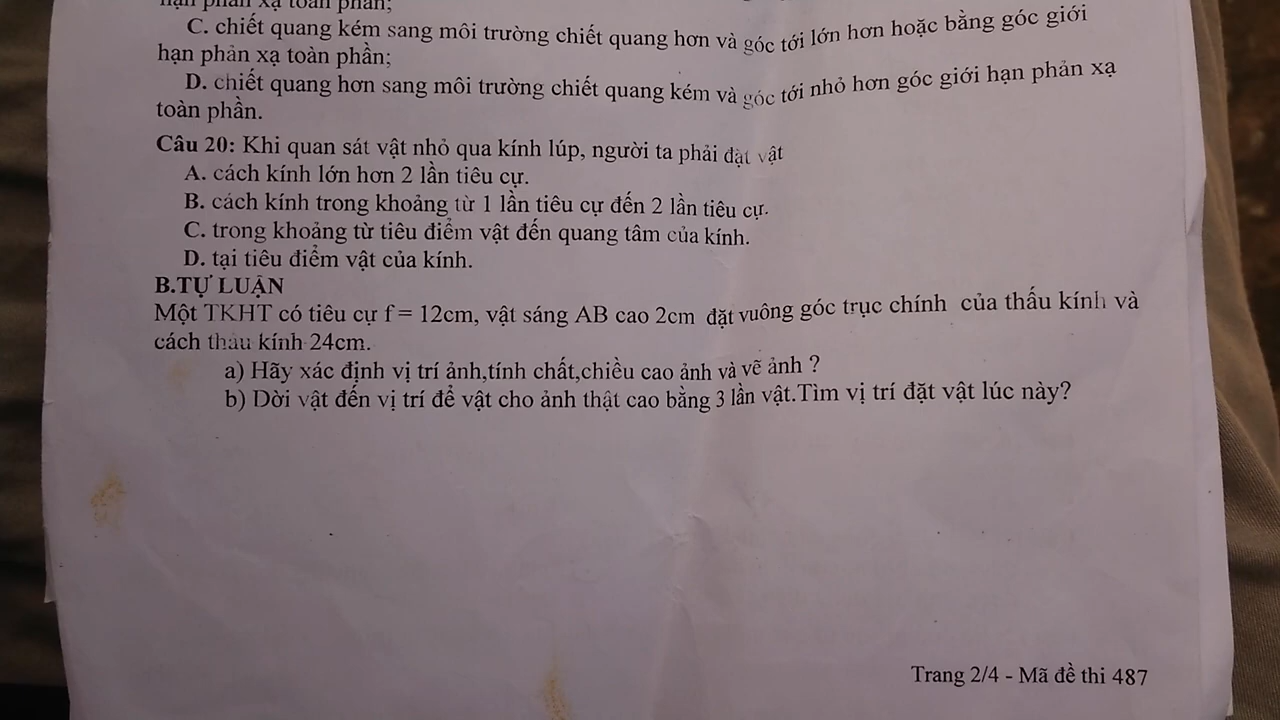 hạn phản xạ toàn phần;
C. chiết quang kém sang môi trường chiết quang hơn và góc tới lớn hơn hoặc bằng góc giới
hạn phản xạ toàn phần;
D. chiết quang hơn sang môi trường chiết quang kém và góc tới nhỏ hơn góc giới hạn phản xạ
toàn phần.
Câu 20: Khi quan sát vật nhỏ qua kính lúp, người ta phải đặt vật
A. cách kính lớn hơn 2 lần tiêu cự.
B. cách kính trong khoảng từ 1 lần tiêu cự đến 2 lần tiêu cự.
C. trong khoảng từ tiêu điểm vật đến quang tâm của kính.
D. tại tiêu điểm vật của kính.
B.TỰ LUẬN
Một TKHT có tiêu cự f = 12cm, vật sáng AB cao 2cm đặt vuông góc trục chính của thấu kính và
cách thấu kính 24cm.
a) Hãy xác định vị trí ảnh,tính chất,chiều cao ảnh và vẽ ảnh ?
b) Dời vật đến vị trí để vật cho ảnh thật cao bằng 3 lần vật.Tìm vị trí đặt vật lúc này?
Trang 2/4 - Mã đề thi 487